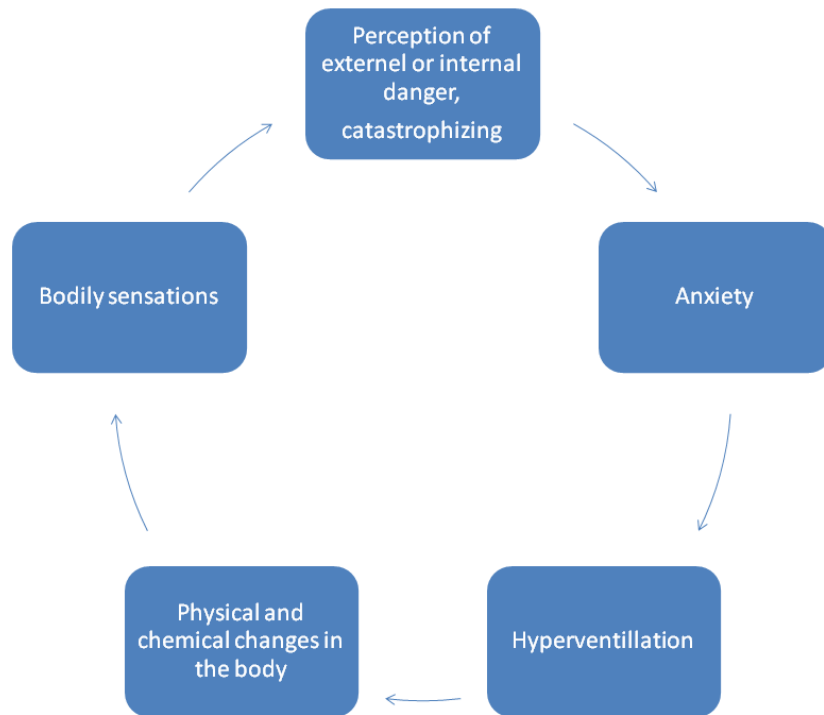 Perception of
externel or internal
danger,
catastrophizing
Anxiety
Hyperventillation
Physical and
chemical changes in
the body
Bodily sensations